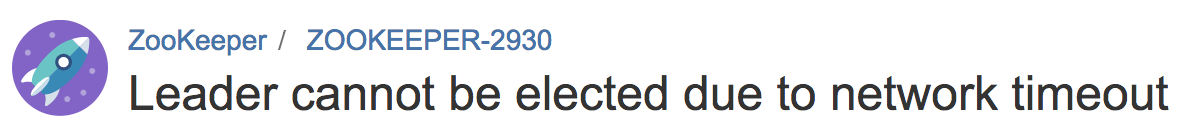 ZooKeeper / ZOOKEEPER-2930
Leader cannot be elected due to network timeout